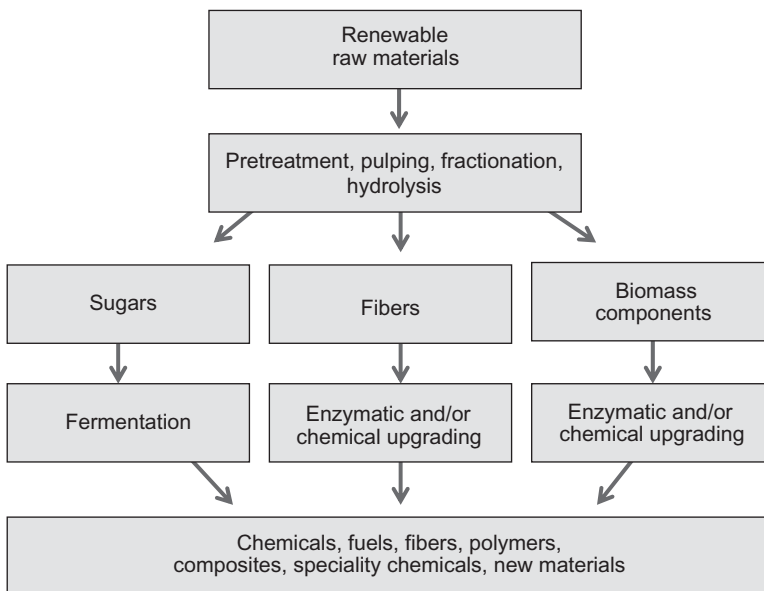 Renewable
raw materials
Pretreatment, pulping, fractionation,
hydrolysis
Sugars
Fibers
Biomass
components
Fermentation
Enzymatic and/or
chemical upgrading
Enzymatic and/or
chemical upgrading
Chemicals, fuels, fibers, polymers,
composites, speciality chemicals, new materials